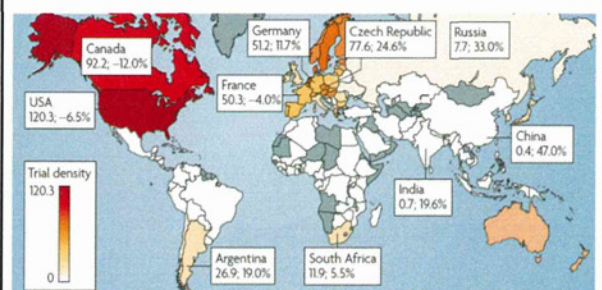 Germany
51.2; 11.7%
Czech Republic
77.6; 24.6%
Russia
7.7; 33.0%
Canada
92.2; −12.0%
France
50.3; −4.0%
USA
120.3; −6.5%
China
0.4; 47.0%
Trial density
120.3
0
India
0.7; 19.6%
Argentina
26.9; 19.0%
South Africa
11.9; 5.5%